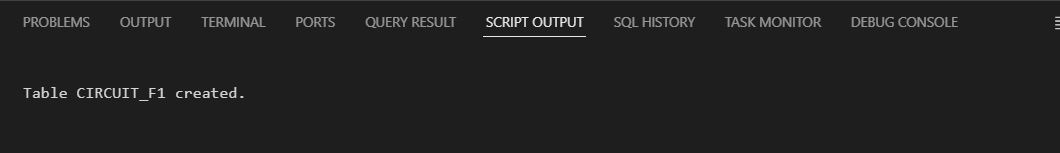 PROBLEMS OUTPUT TERMINAL PORTS QUERY RESULT SCRIPT OUTPUT SQL HISTORY TASK MONITOR DEBUG CONSOLE
Table CIRCUIT_F1 created.